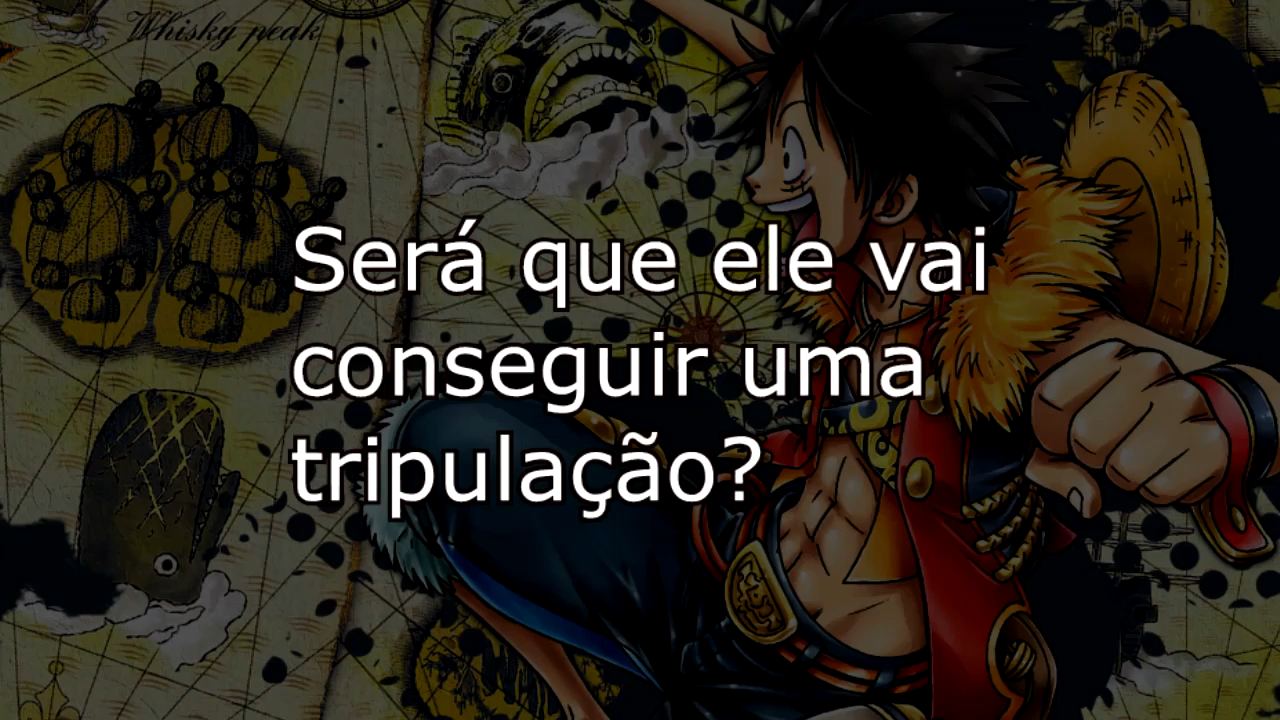 Whisky peak
Será que ele vai
conseguir uma
tripulação?